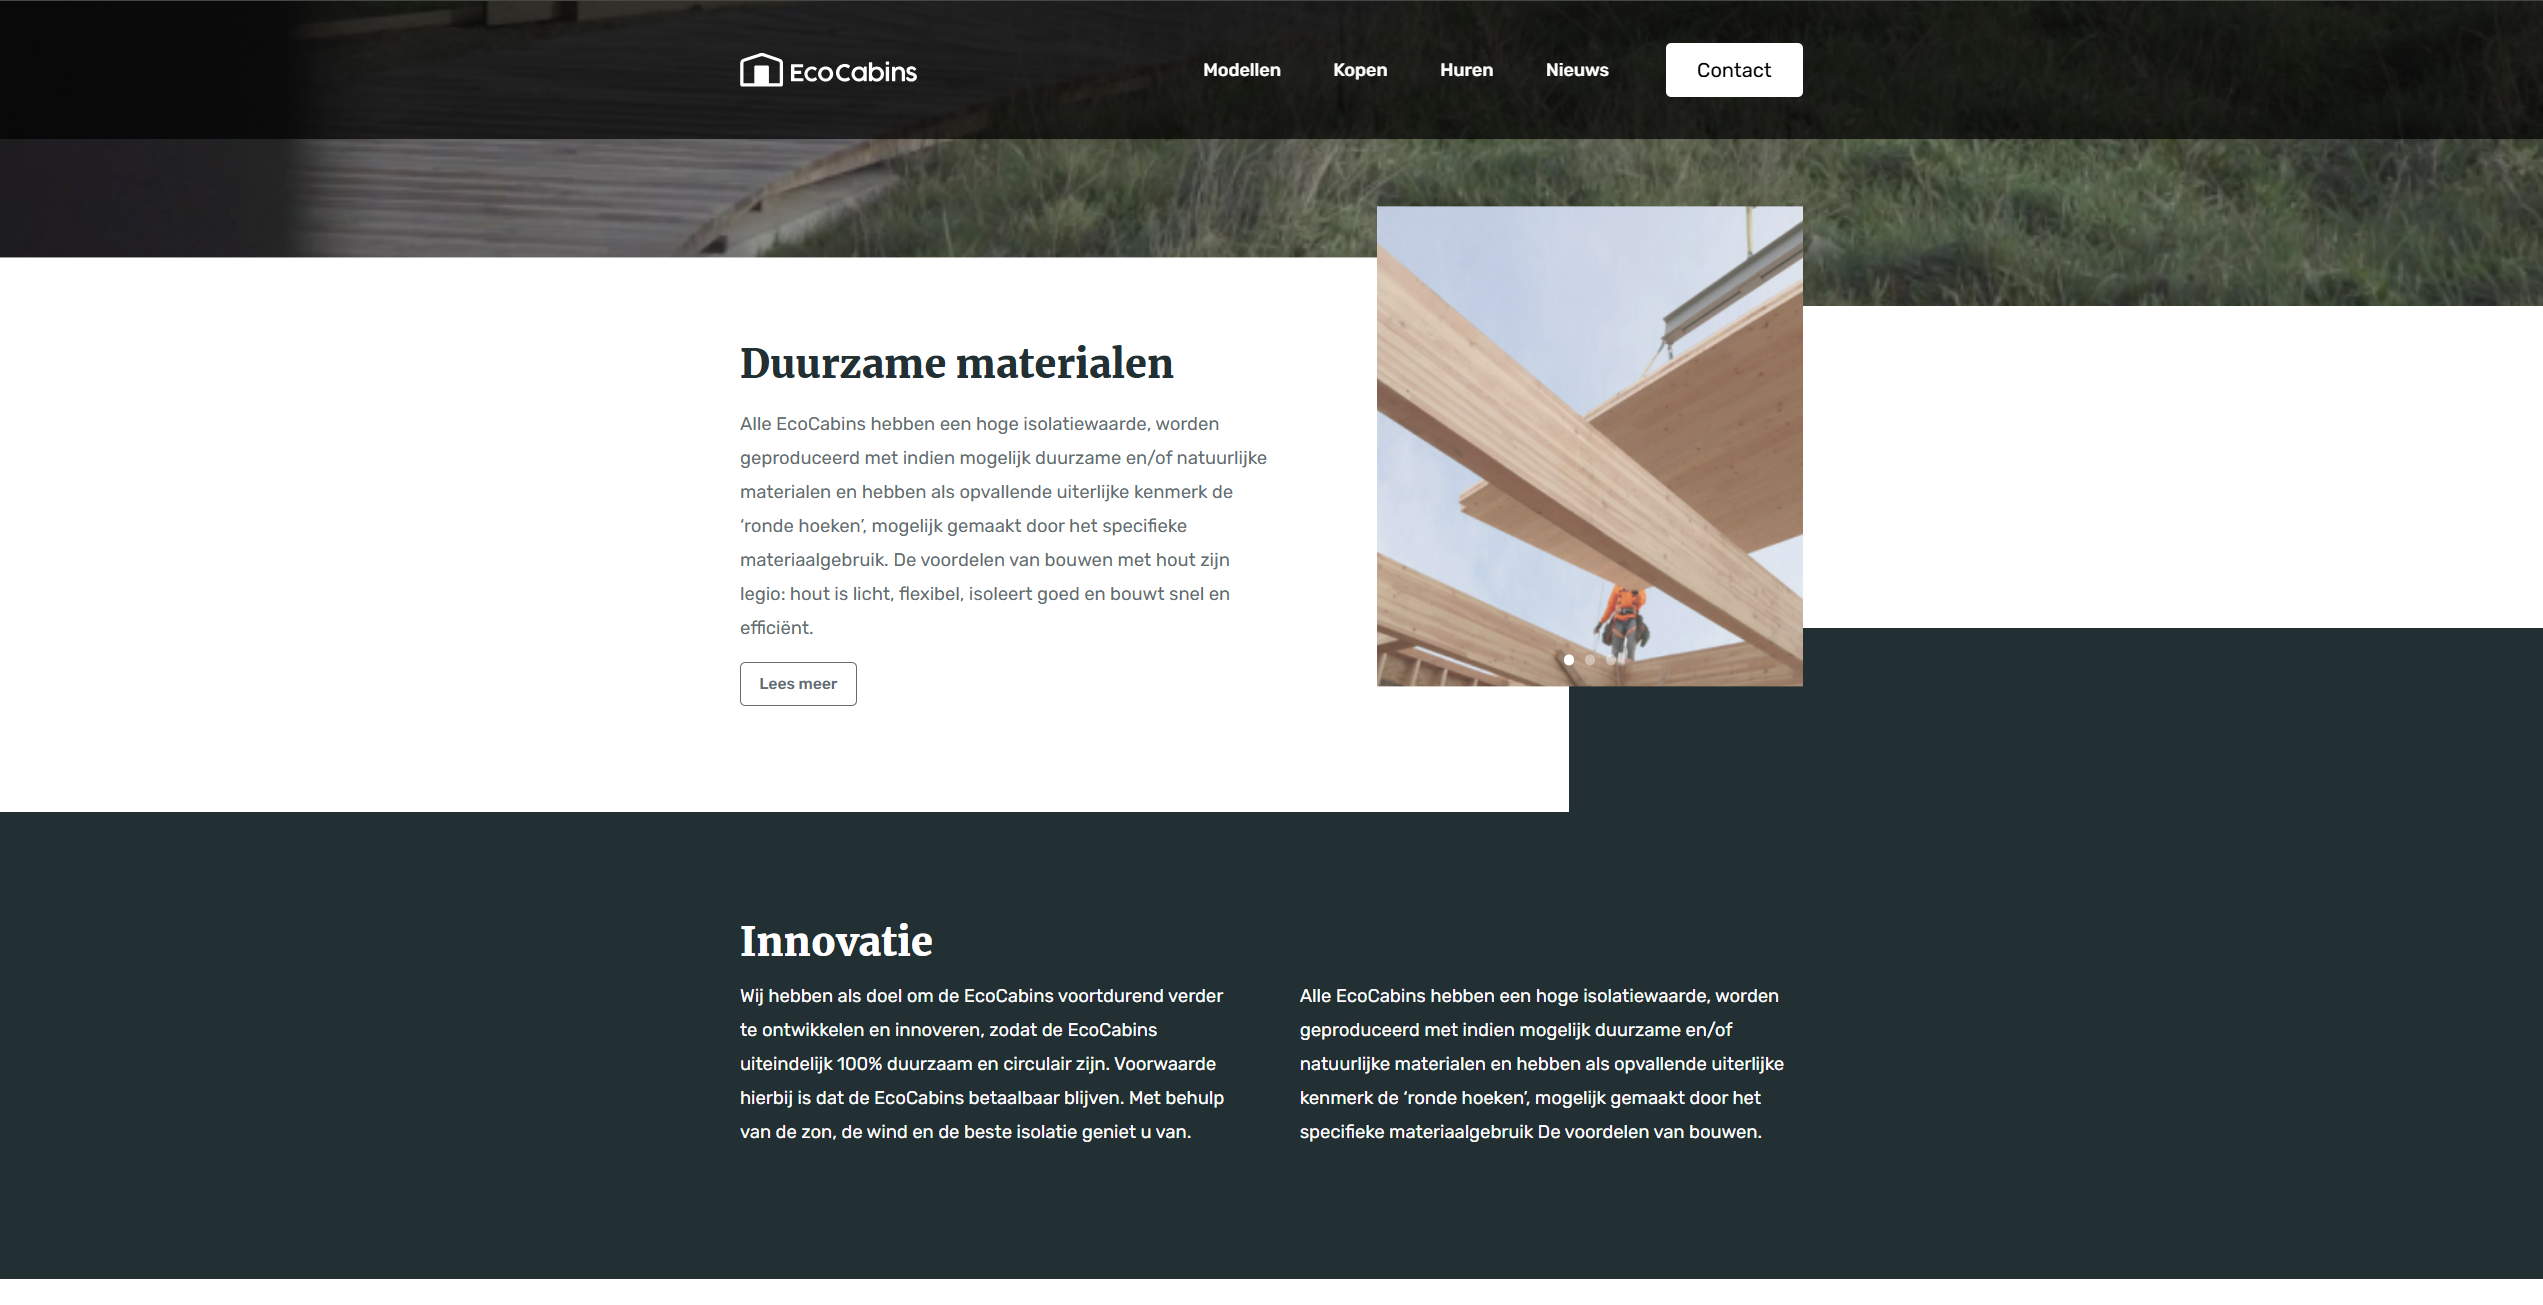 EcoCabins
Modellen
Kopen
Huren
Nieuws
Contact
Duurzame materialen
Alle EcoCabins hebben een hoge isolatiewaarde, worden
geproduceerd met indien mogelijk duurzame en/of natuurlijke
materialen en hebben als opvallende uiterlijke kenmerk de
‘ronde hoeken’, mogelijk gemaakt door het specifieke
materiaalgebruik. De voordelen van bouwen met hout zijn
legio: hout is licht, flexibel, isoleert goed en bouwt snel en
efficiënt.
Lees meer
Innovatie
Wij hebben als doel om de EcoCabins voortdurend verder
te ontwikkelen en innoveren, zodat de EcoCabins
uiteindelijk 100% duurzaam en circulair zijn. Voorwaarde
hierbij is dat de EcoCabins betaalbaar blijven. Met behulp
van de zon, de wind en de beste isolatie geniet u van.
Alle EcoCabins hebben een hoge isolatiewaarde, worden
geproduceerd met indien mogelijk duurzame en/of
natuurlijke materialen en hebben als opvallende uiterlijke
kenmerk de ‘ronde hoeken’, mogelijk gemaakt door het
specifieke materiaalgebruik De voordelen van bouwen.